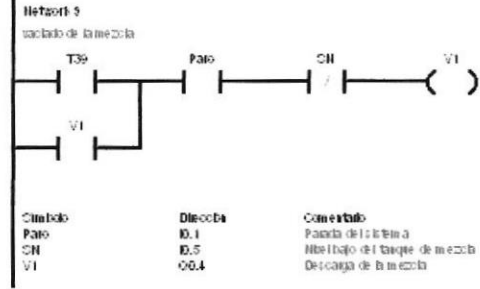 Network 9
vaciado de la mezcla
T39 Paro SN V1
V1
Símbolo Dirección Comentario
Paro I0.1 Parada del sistema
SN I0.5 Nivel bajo del tanque de mezcla
V1 Q0.4 Descarga de la mezcla